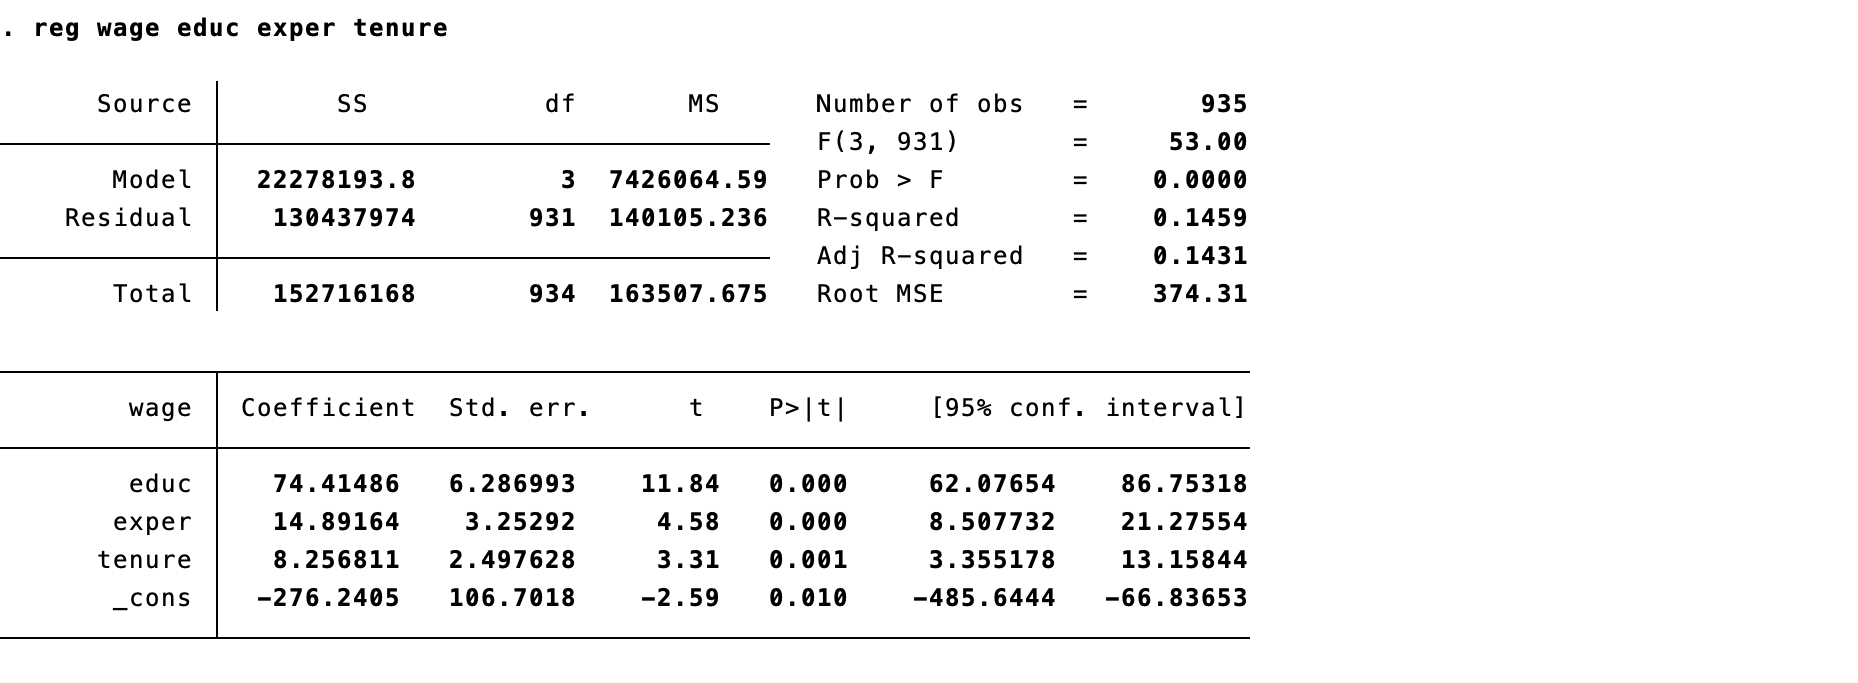 . reg wage educ exper tenure
Source SS df MS Number of obs = 935
F(3, 931) = 53.00
Model 22278193.8 3 7426064.59 Prob > F = 0.0000
Residual 130437974 931 140105.236 R-squared = 0.1459
Adj R-squared = 0.1431
Total 152716168 934 163507.675 Root MSE = 374.31
wage Coefficient Std. err. t P>|t| [95% conf. interval]
educ 74.41486 6.286993 11.84 0.000 62.07654 86.75318
exper 14.89164 3.25292 4.58 0.000 8.507732 21.27554
tenure 8.256811 2.497628 3.31 0.001 3.355178 13.15844
_cons -276.2405 106.7018 -2.59 0.010 -485.6444 -66.83653